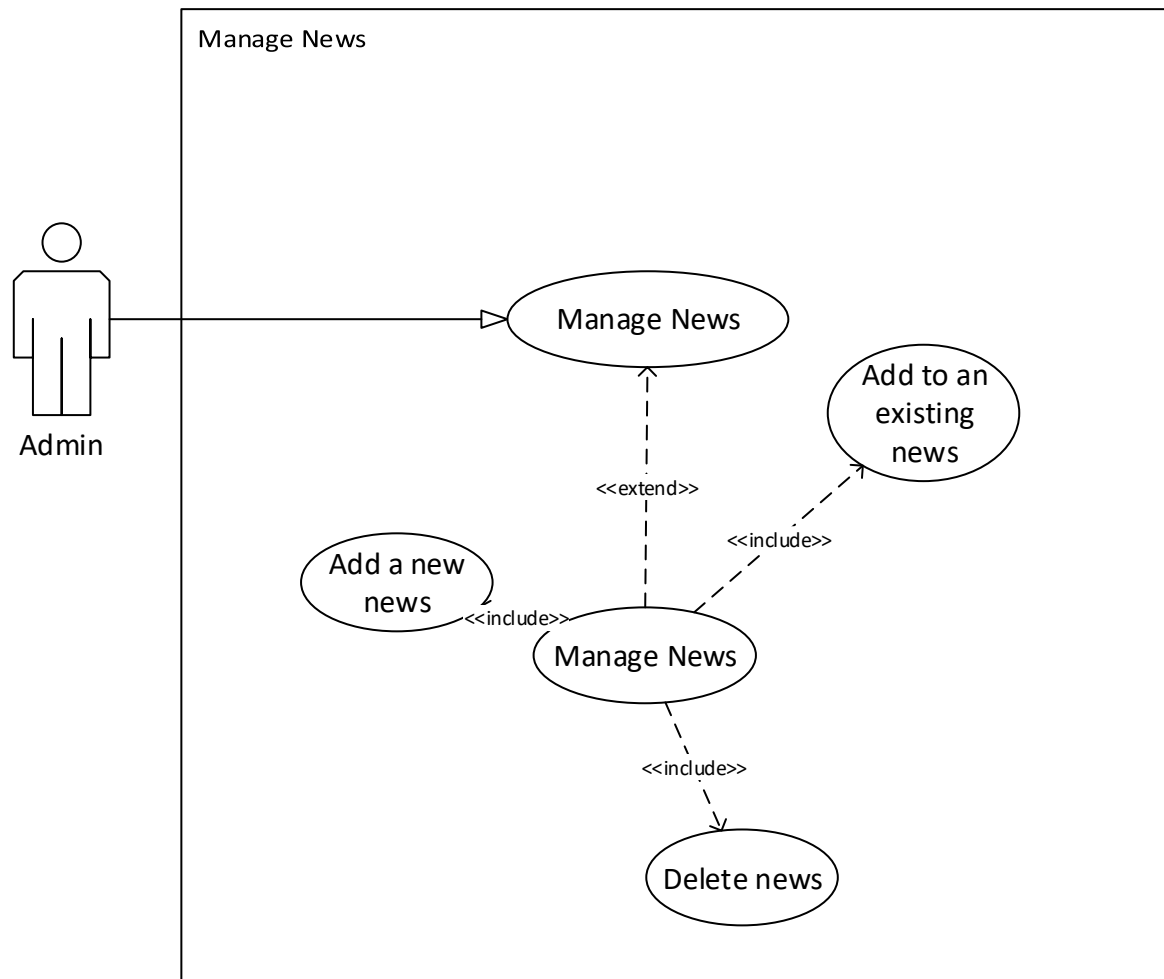 Manage News
Manage News
Add to an
existing
news
Admin
<<extend>>
<<include>>
Add a new
news
<<include>>
Manage News
<<include>>
Delete news